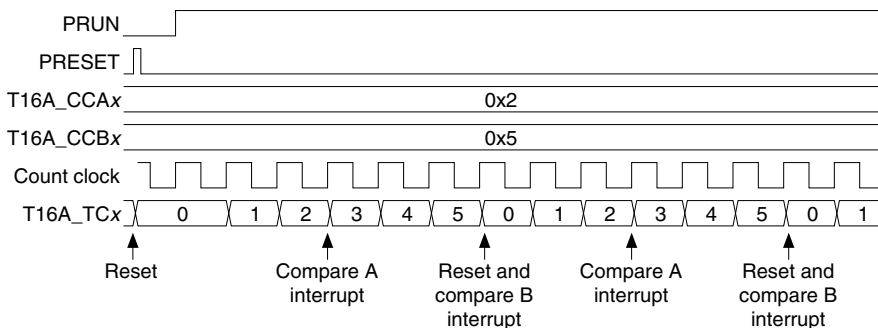 PRUN
PRESET
T16A_CCAx
0x2
T16A_CCBx
0x5
Count clock
T16A_TCx
0 1 2 3 4 5 0 1 2 3 4 5 0 1
Reset
Compare A
interrupt
Reset and
compare B
interrupt
Compare A
interrupt
Reset and
compare B
interrupt